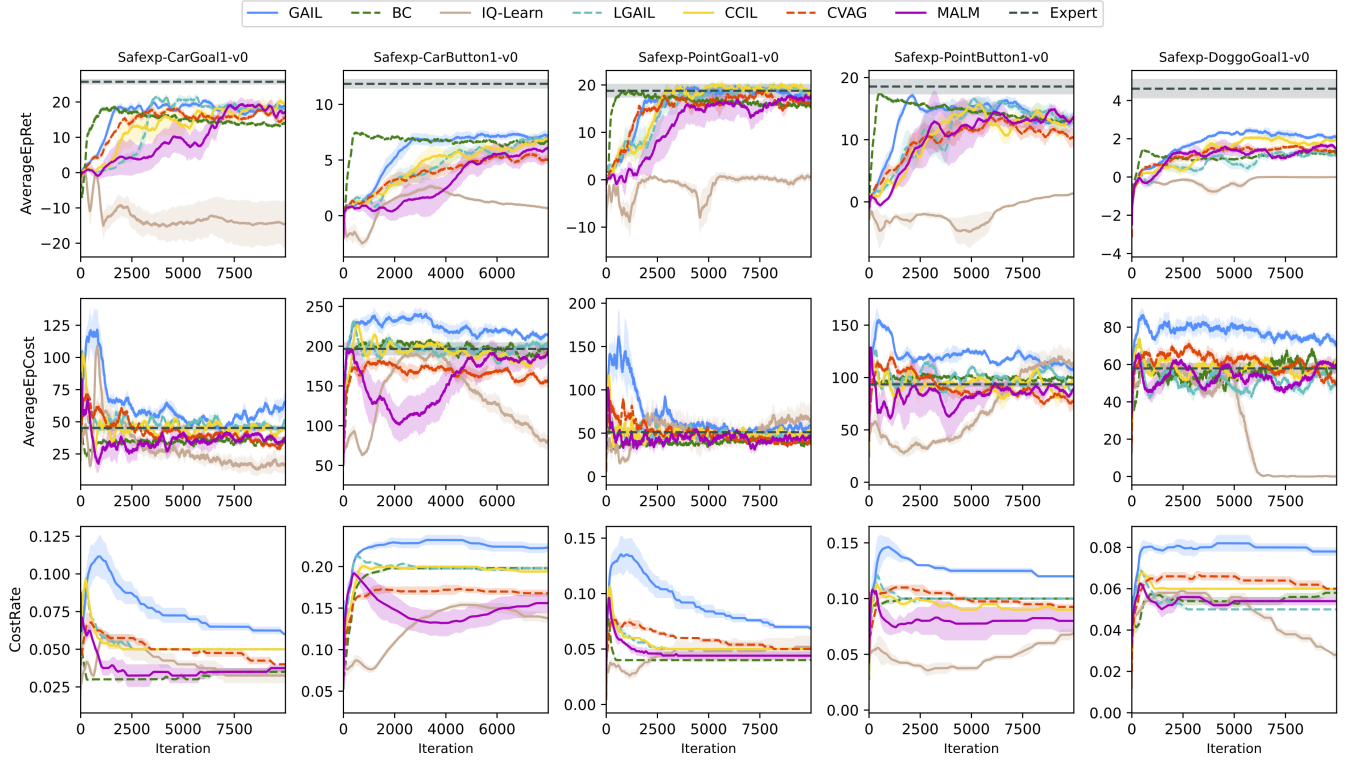 GAIL BC IQ-Learn LGAIL CCIL CVAG MALM Expert
Safexp-CarGoal1-v0 Safexp-CarButton1-v0 Safexp-PointGoal1-v0 Safexp-PointButton1-v0 Safexp-DoggoGoal1-v0
AverageEpRet
20
10
0
−10
−20
0 2500 5000 7500
10
5
0
0 2000 4000 6000
20
10
0
−10
0 2500 5000 7500
20
10
0
0 2500 5000 7500
4
2
0
−2
−4
0 2500 5000 7500
AverageEpCost
125
100
75
50
25
0 2500 5000 7500
250
200
150
100
50
0 2000 4000 6000
200
150
100
50
0
0 2500 5000 7500
150
100
50
0
0 2500 5000 7500
80
60
40
20
0
0 2500 5000 7500
CostRate
0.125
0.100
0.075
0.050
0.025
0 2500 5000 7500
Iteration
0.20
0.15
0.10
0.05
0 2000 4000 6000
Iteration
0.15
0.10
0.05
0.00
0 2500 5000 7500
Iteration
0.15
0.10
0.05
0.00
0 2500 5000 7500
Iteration
0.08
0.06
0.04
0.02
0.00
0 2500 5000 7500
Iteration